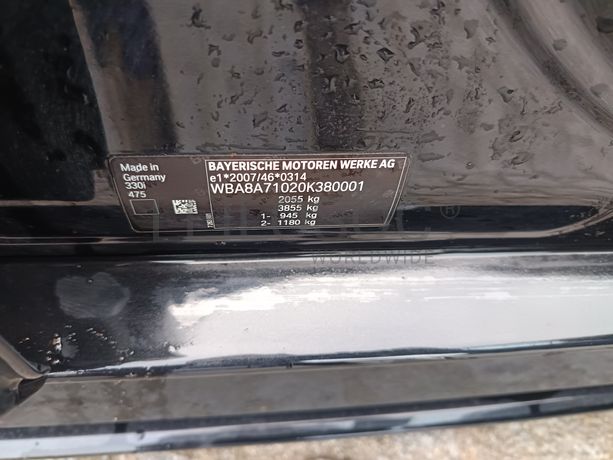 Made in
Germany
330i
475
BAYERISCHE MOTOREN WERKE AG
e1*2007/46*0314
WBA8A71020K380001
2055 kg
3855 kg
1- 945 kg
2- 1180 kg
WORLDWIDE